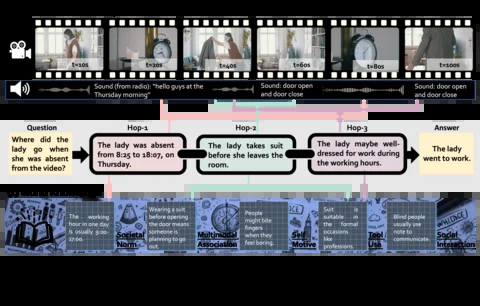 t=10s
t=20s
t=40s
t=60s
t=80s
t=100s
Sound (from radio): "hello guys at the
Thursday morning"
Sound: door open
and door close
Sound: door open
and door close
Question
Hop-1
Hop-2
Hop-3
Answer
Where did the
lady go when
she was absent
from the video?
The lady was absent
from 8:25 to 18:07, on
Thursday.
The lady takes suit
before she leaves the
room.
The lady maybe well-
dressed for work during
the working hours.
The lady
went to work.
The working
hour in one day
is usually 9:00-
17:00.
Societal
Norm
Wearing a suit
before opening
the door means
someone is
planning to go
out.
Multimodal
Association
People
might bite
fingers
when they
feel boring.
Self
Motive
Suit is
suitable in
the formal
occasions
like
professions.
Tool
Use
Blind people
usually use
note to
communicate.
Social
Interaction